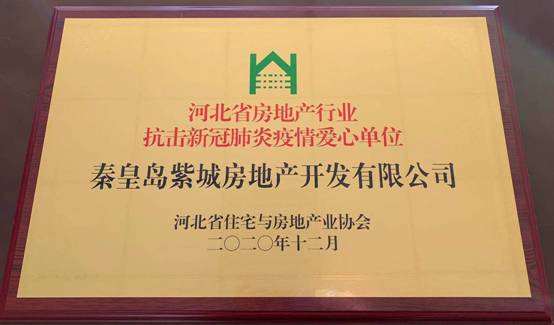 河北省房地产行业
抗击新冠肺炎疫情爱心单位
秦皇岛紫城房地产开发有限公司
河北省住宅与房地产业协会
二〇二〇年十二月